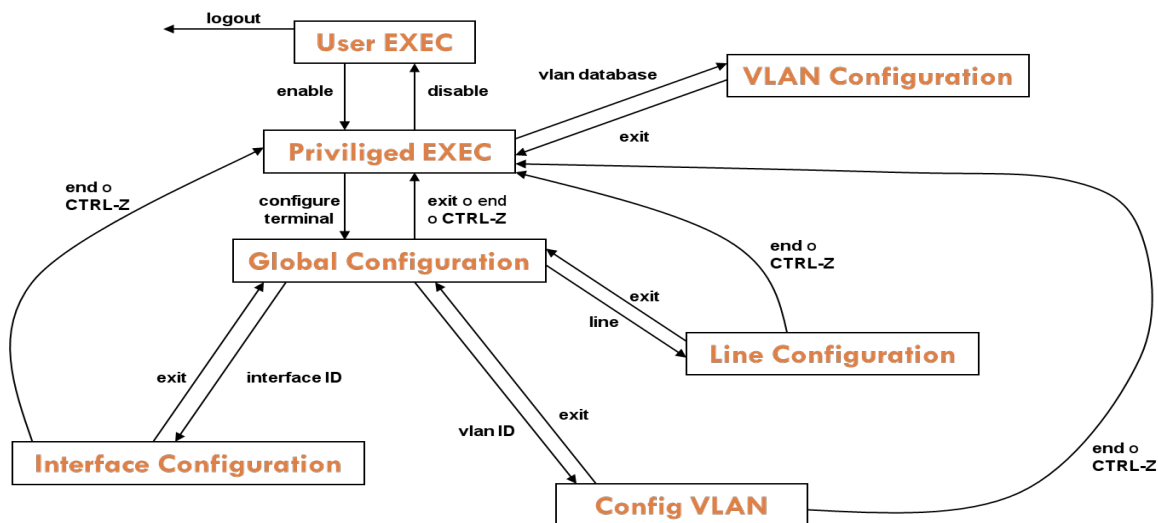 logout
User EXEC
enable
disable
vlan database
VLAN Configuration
exit
Priviliged EXEC
end o
CTRL-Z
configure
terminal
exit o end
o CTRL-Z
Global Configuration
end o
CTRL-Z
exit
line
Line Configuration
exit
interface ID
vlan ID
exit
Interface Configuration
end o
CTRL-Z
Config VLAN